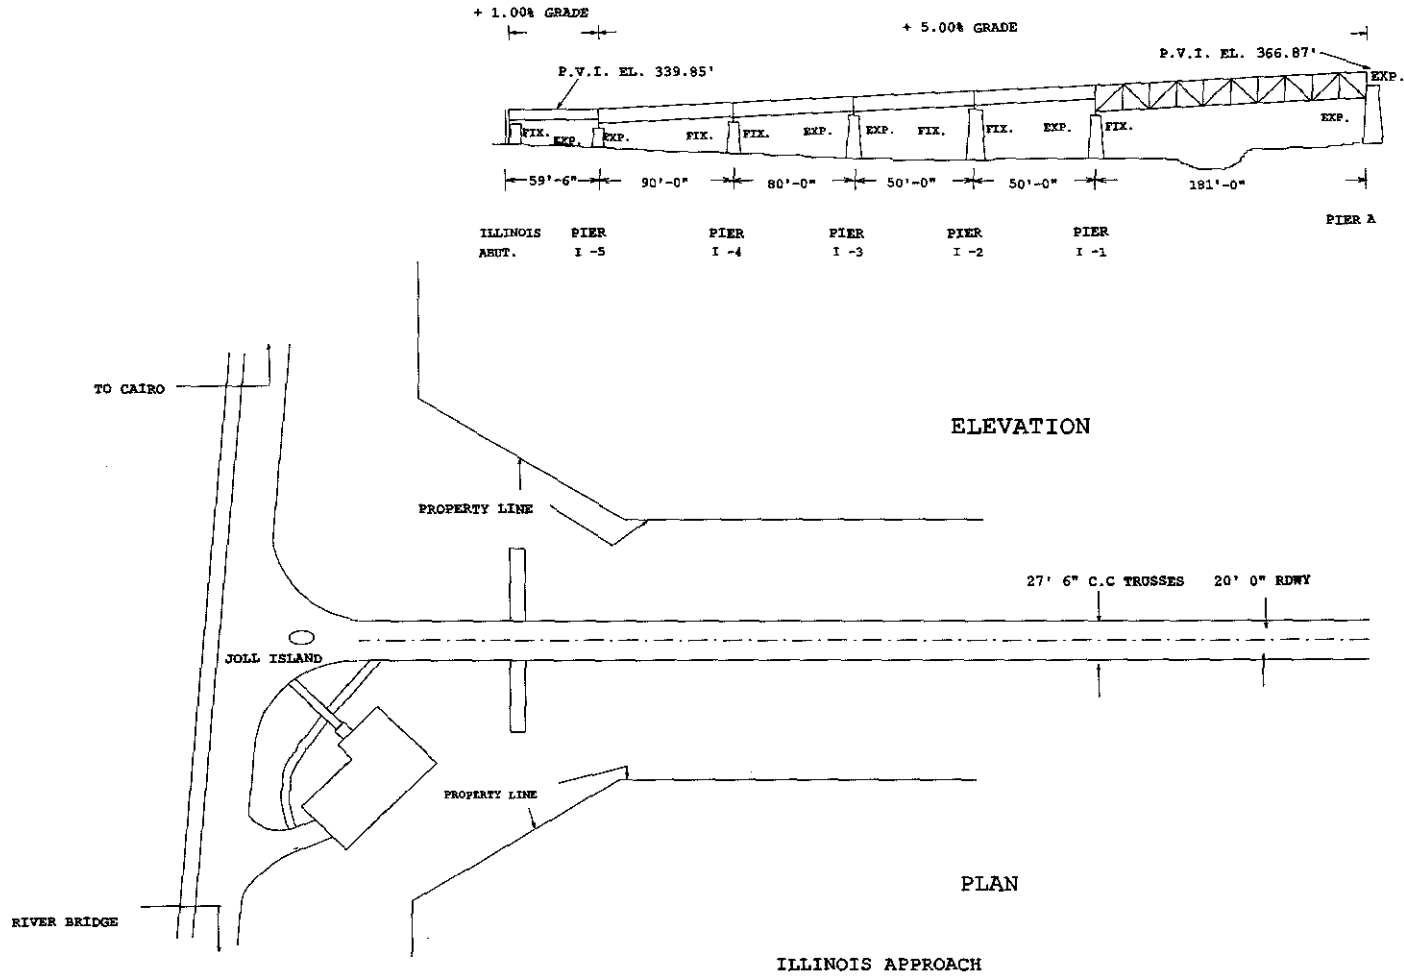 + 1.00% GRADE
+ 5.00% GRADE
P.V.I. EL. 366.87'
P.V.I. EL. 339.85'
EXP.
FIX. EXP. EXP. FIX. FIX. EXP. EXP. FIX. FIX. EXP. FIX. EXP.
59'-6" 90'-0" 80'-0" 50'-0" 50'-0" 181'-0"
PIER A
ILLINOIS PIER PIER PIER PIER PIER
ABUT. I -5 I -4 I -3 I -2 I -1
TO CAIRO
ELEVATION
PROPERTY LINE
27' 6" C.C TRUSSES 20' 0" RDWY
JOLL ISLAND
PROPERTY LINE
PLAN
RIVER BRIDGE
ILLINOIS APPROACH